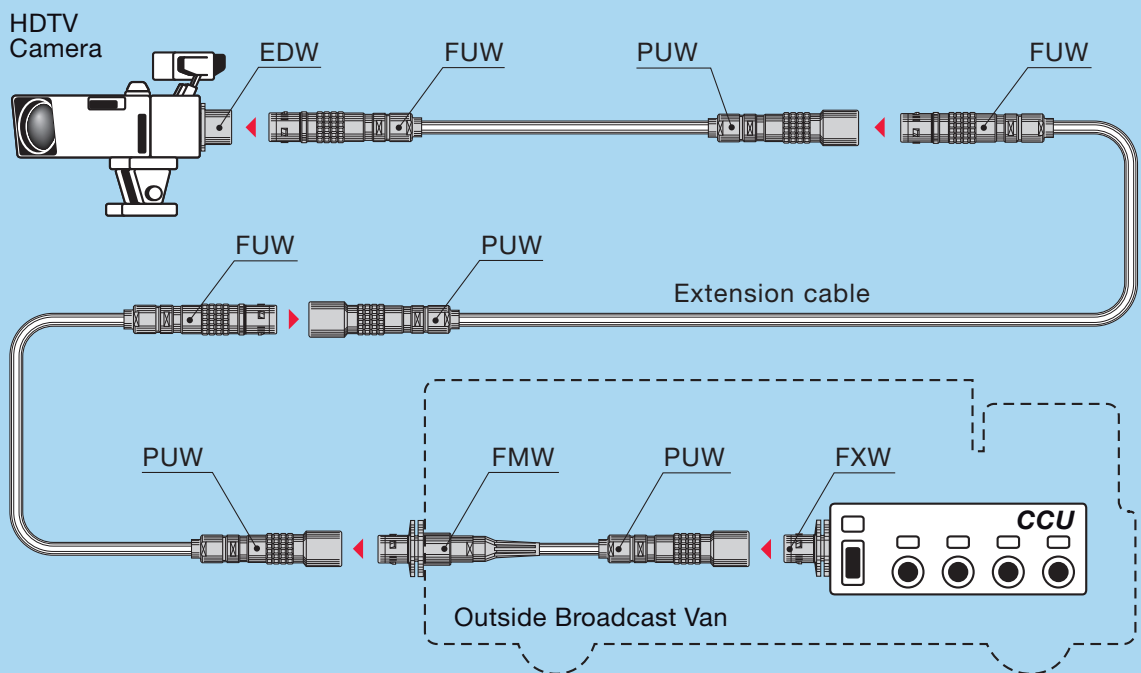 HDTV
Camera
EDW
FUW
PUW
FUW
FUW
PUW
Extension cable
PUW
FMW
PUW
FXW
CCU
Outside Broadcast Van